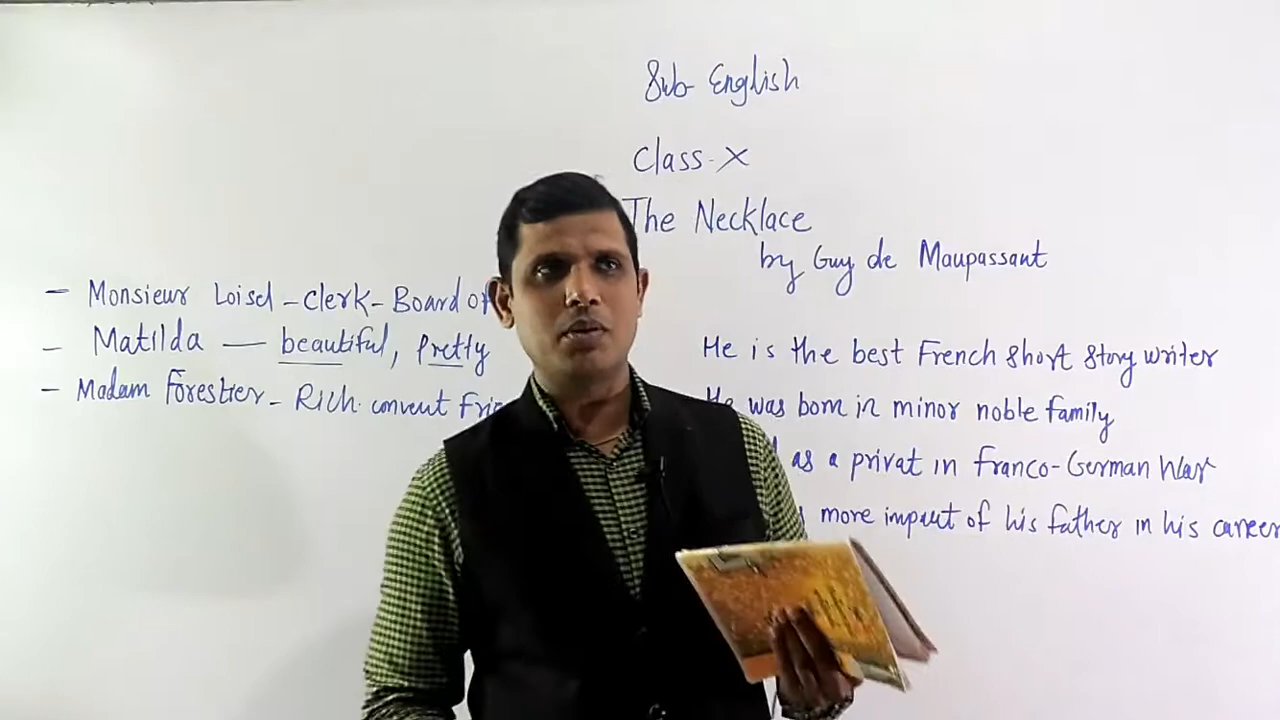 Sub- English
Class-X
The Necklace
by Guy de Maupassant
- Monsieur Loisel - clerk - Board of
- Matilda — beautiful, Pretty
- Madam Forestier - Rich. convent
He is the best French short story writer
He was born in minor noble family
as a privat in Franco-German War
more impact of his father in his career